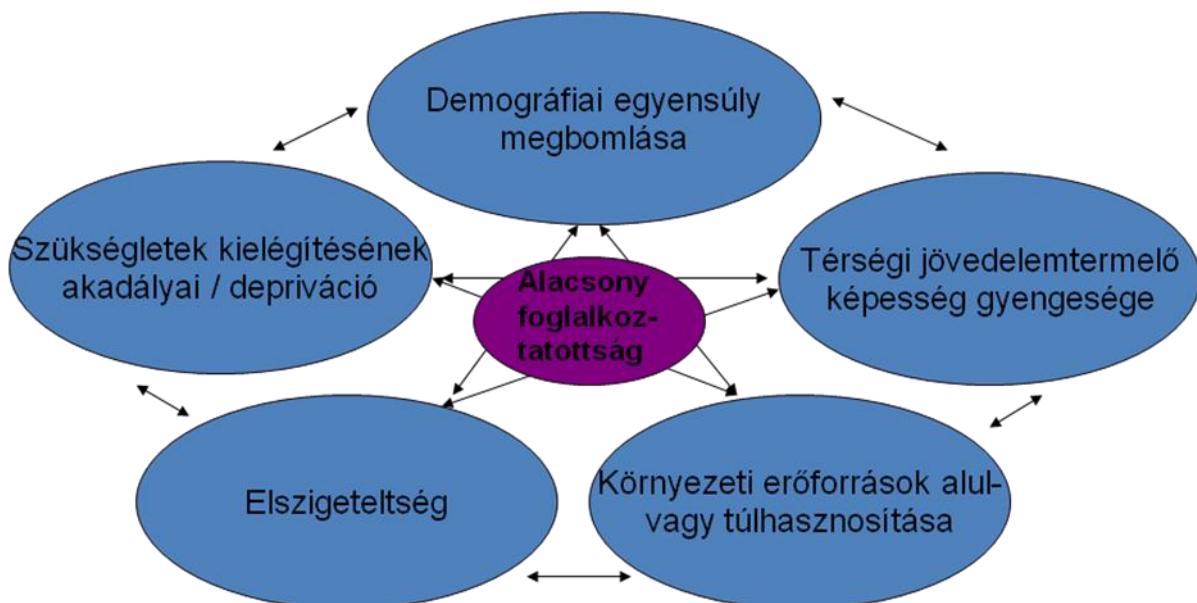 Demográfiai egyensúly
megbomlása
Szükségletek kielégítésének
akadályai / depriváció
Alacsony
foglalkoz-
tatottság
Térségi jövedelemtermelő
képesség gyengesége
Elszigeteltség
Környezeti erőforrások alul-
vagy túlhasznosítása